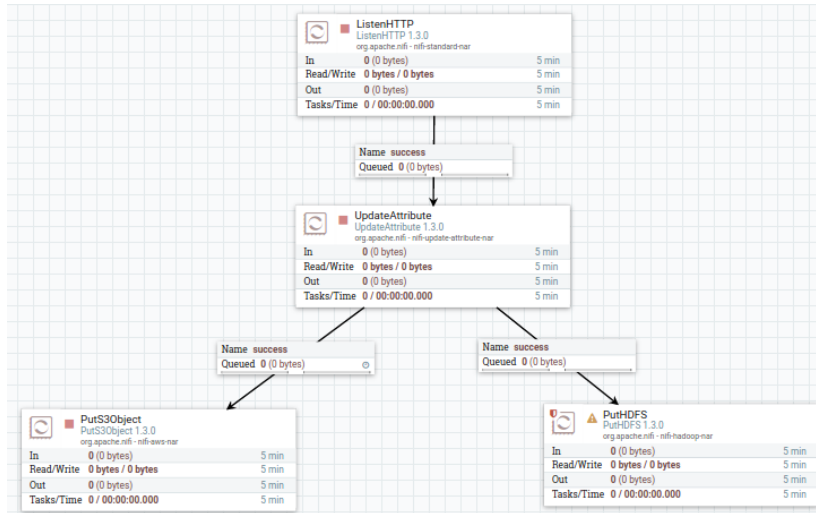 ListenHTTP
ListenHTTP 1.3.0
org.apache.nifi - nifi-standard-nar
In 0 (0 bytes) 5 min
Read/Write 0 bytes / 0 bytes 5 min
Out 0 (0 bytes) 5 min
Tasks/Time 0 / 00:00:00.000 5 min
Name success
Queued 0 (0 bytes)
UpdateAttribute
UpdateAttribute 1.3.0
org.apache.nifi - nifi-update-attribute-nar
In 0 (0 bytes) 5 min
Read/Write 0 bytes / 0 bytes 5 min
Out 0 (0 bytes) 5 min
Tasks/Time 0 / 00:00:00.000 5 min
Name success
Queued 0 (0 bytes)
Name success
Queued 0 (0 bytes)
PutS3Object
PutS3Object 1.3.0
org.apache.nifi - nifi-aws-nar
In 0 (0 bytes) 5 min
Read/Write 0 bytes / 0 bytes 5 min
Out 0 (0 bytes) 5 min
Tasks/Time 0 / 00:00:00.000 5 min
PutHDFS
PutHDFS 1.3.0
org.apache.nifi - nifi-hadoop-nar
In 0 (0 bytes) 5 min
Read/Write 0 bytes / 0 bytes 5 min
Out 0 (0 bytes) 5 min
Tasks/Time 0 / 00:00:00.000 5 min